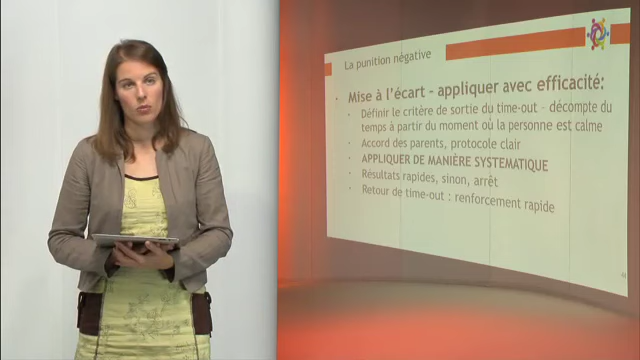 La punition négative
• Mise à l'écart - appliquer avec efficacité:
• Définir le critère de sortie du time-out - décompte du
temps à partir du moment où la personne est calme
• Accord des parents, protocole clair
• APPLIQUER DE MANIÈRE SYSTEMATIQUE
• Résultats rapides, sinon, arrêt
• Retour de time-out : renforcement rapide